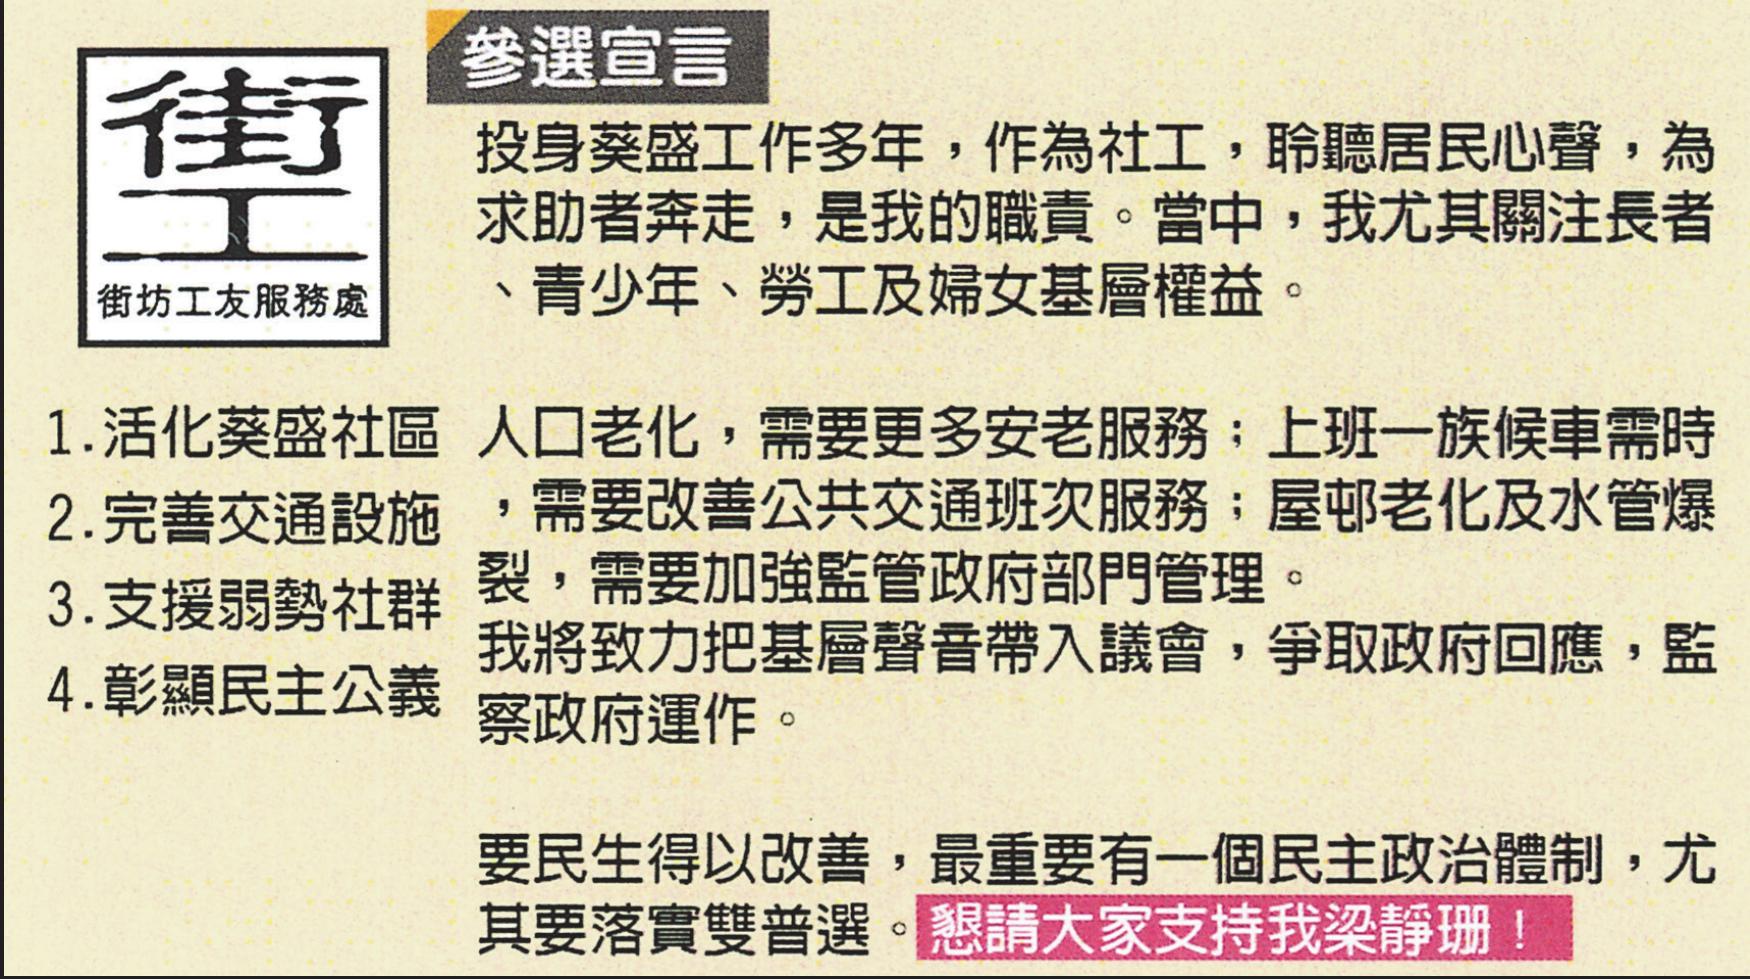 街
工
街坊工友服務處
參選宣言
投身葵盛工作多年，作為社工，聆聽居民心聲，為
求助者奔走，是我的職責。當中，我尤其關注長者
、青少年、勞工及婦女基層權益。
1.活化葵盛社區
2.完善交通設施
3.支援弱勢社群
4.彰顯民主公義
人口老化，需要更多安老服務；上班一族候車需時
，需要改善公共交通班次服務；屋邨老化及水管爆
裂，需要加強監管政府部門管理。
我將致力把基層聲音帶入議會，爭取政府回應，監
察政府運作。
要民生得以改善，最重要有一個民主政治體制，尤
其要落實雙普選。懇請大家支持我梁靜珊！